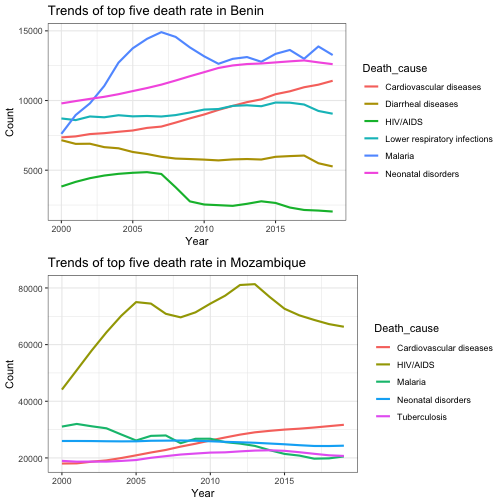 Trends of top five death rate in Benin
15000
10000
5000
Count
2000
2005
2010
2015
Year
Death_cause
Cardiovascular diseases
Diarrheal diseases
HIV/AIDS
Lower respiratory infections
Malaria
Neonatal disorders
Trends of top five death rate in Mozambique
80000
60000
40000
20000
Count
2000
2005
2010
2015
Year
Death_cause
Cardiovascular diseases
HIV/AIDS
Malaria
Neonatal disorders
Tuberculosis